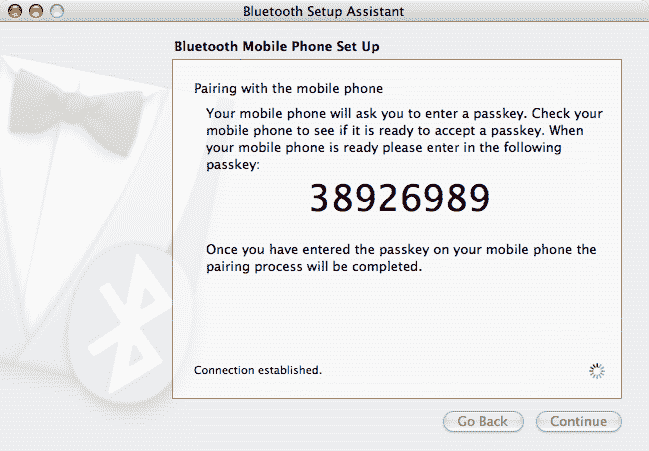 Bluetooth Setup Assistant
Bluetooth Mobile Phone Set Up
Pairing with the mobile phone
Your mobile phone will ask you to enter a passkey. Check your
mobile phone to see if it is ready to accept a passkey. When
your mobile phone is ready please enter in the following
passkey:
38926989
Once you have entered the passkey on your mobile phone the
pairing process will be completed.
Connection established.
Go Back
Continue